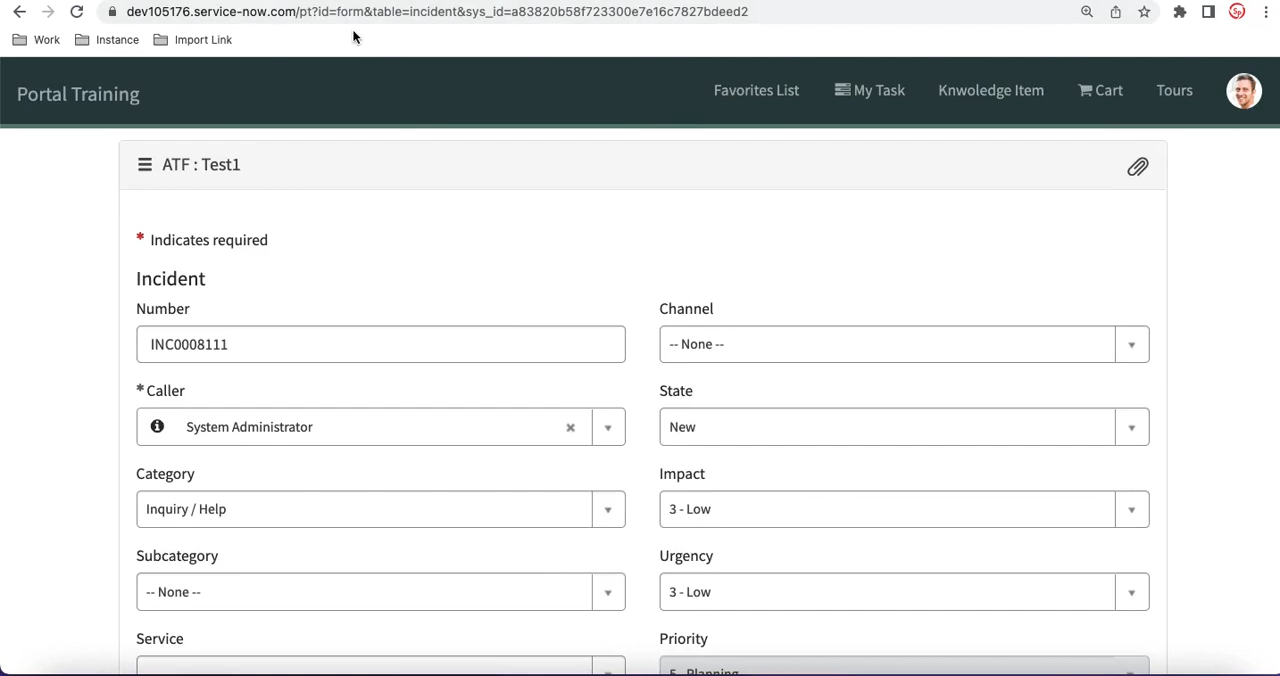 dev105176.service-now.com/pt?id=form&table=incident&sys_id=a83820b58f723300e7e16c7827bdeed2
Sp
Work Instance Import Link
Portal Training Favorites List My Task Knwoledge Item Cart Tours
ATF : Test1
* Indicates required
Incident
Number Channel
INC0008111 -- None --
* Caller State
System Administrator New
Category Impact
Inquiry / Help 3 - Low
Subcategory Urgency
-- None -- 3 - Low
Service Priority
5 - Planning